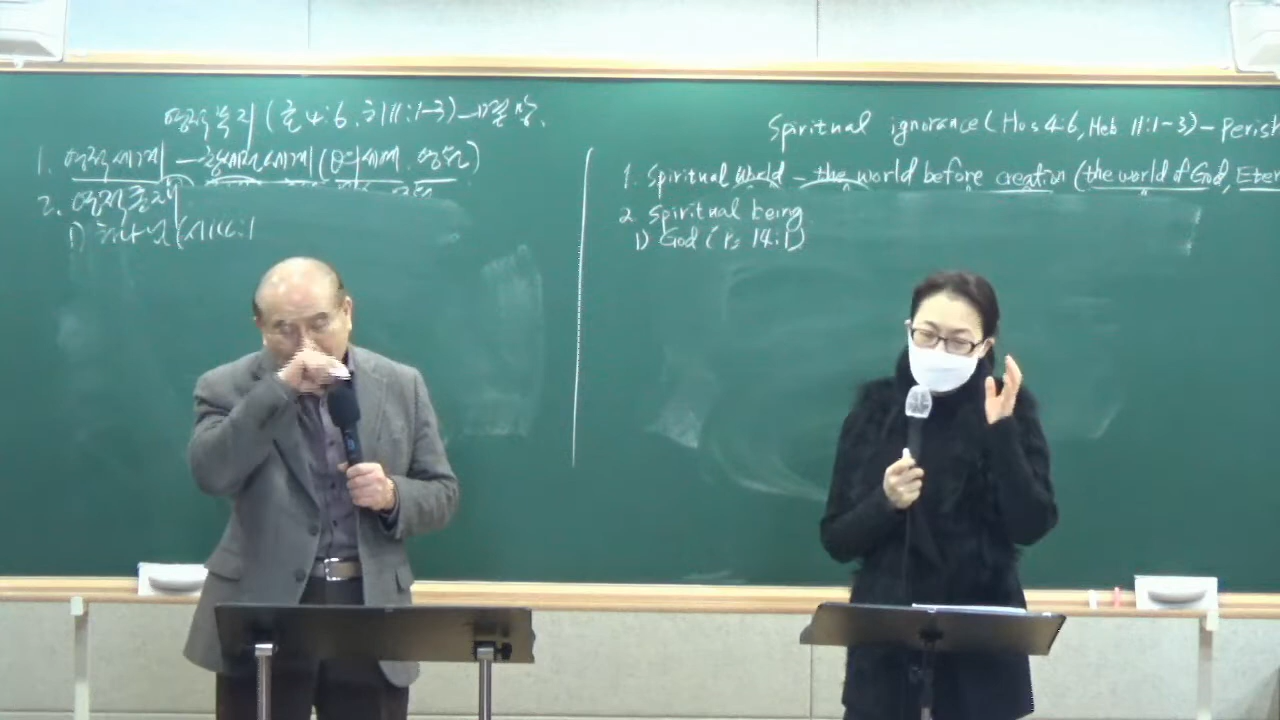 영적무지(호4:6, 히11:1-3)-멸망.
1. 영적세계 - 창세전세계(하나님의세계, 영원)
2. 영적존재
1) 하나님(시14:1
Spiritual ignorance(Hos 4:6, Heb 11:1~3) - Perish
1. Spiritual World - the world before creation (the world of God, Eter
2. Spiritual being
1) God (Ps 14:1)